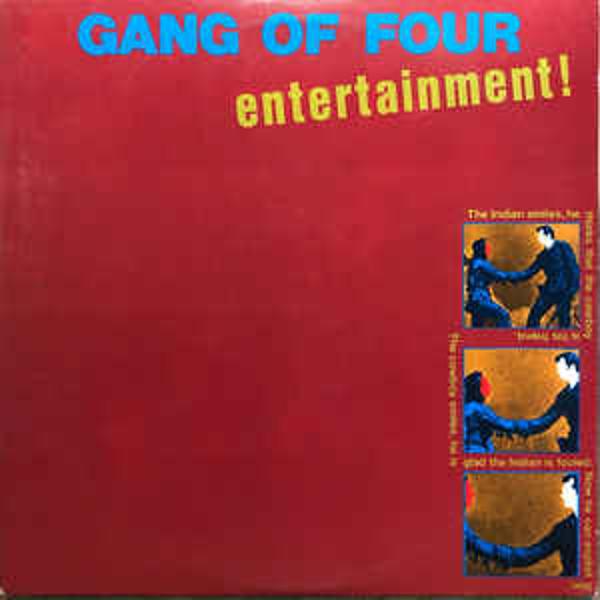 GANG OF FOUR
entertainment!
The Indian smiles, he
thinks that the cowboy
is his friend.
The cowboy smiles, he is
glad the Indian is fooled.
Now he can exploit